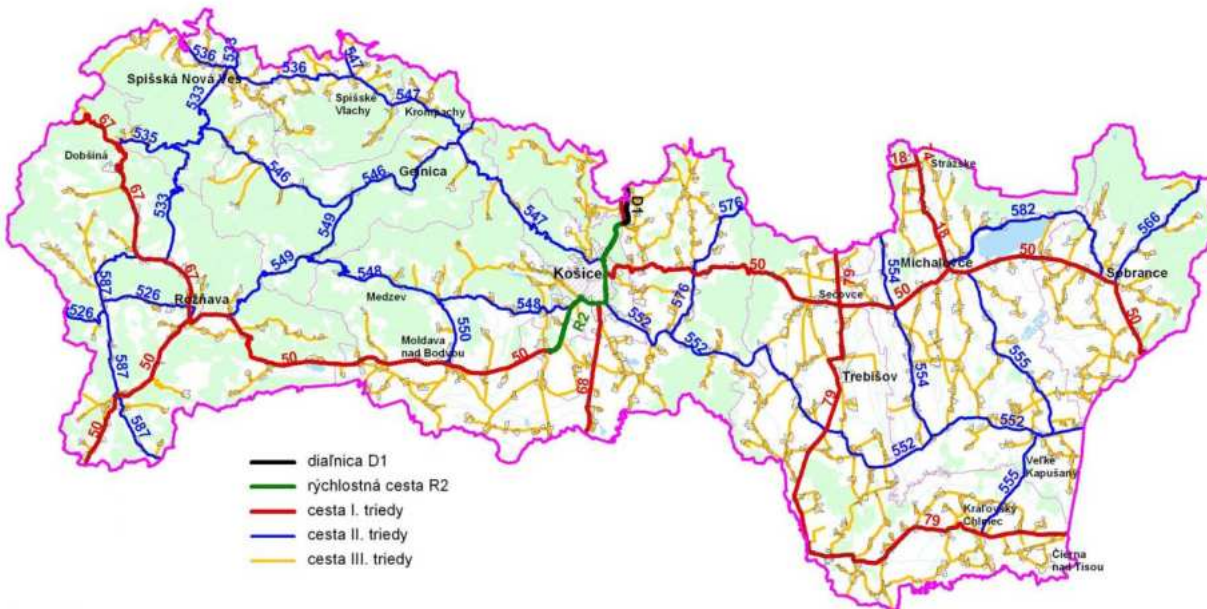 536
533
547
536
Spišská Nová Ves
547
Spišské
Vlachy
Krompachy
533
67
535
Dobšiná
67
546
546
Gelnica
533
549
547
D1
576
18
74
Strážske
18
582
566
549
Košice
50
79
554
Michalovce
50
Sobrance
587
67
526
Rožňava
548
Medzev
548
576
Sečovce
50
50
526
R2
552
550
552
Moldava
nad Bodvou
50
50
50
587
68
Trebišov
554
555
79
50
587
552
552
Veľké
Kapušany
555
Kráľovský
Chlmec
79
Čierna
nad Tisou
diaľnica D1
rýchlostná cesta R2
cesta I. triedy
cesta II. triedy
cesta III. triedy